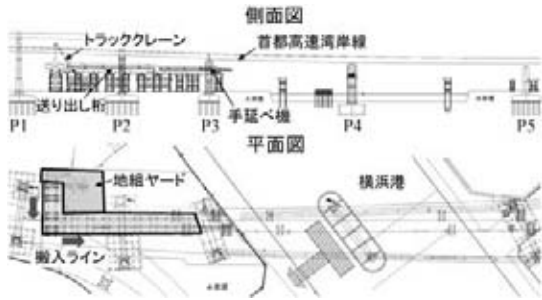 側面図
トラッククレーン
首都高速湾岸線
送り出し桁
手延べ機
P1
P2
P3
P4
P5
平面図
地組ヤード
横浜港
搬入ライン